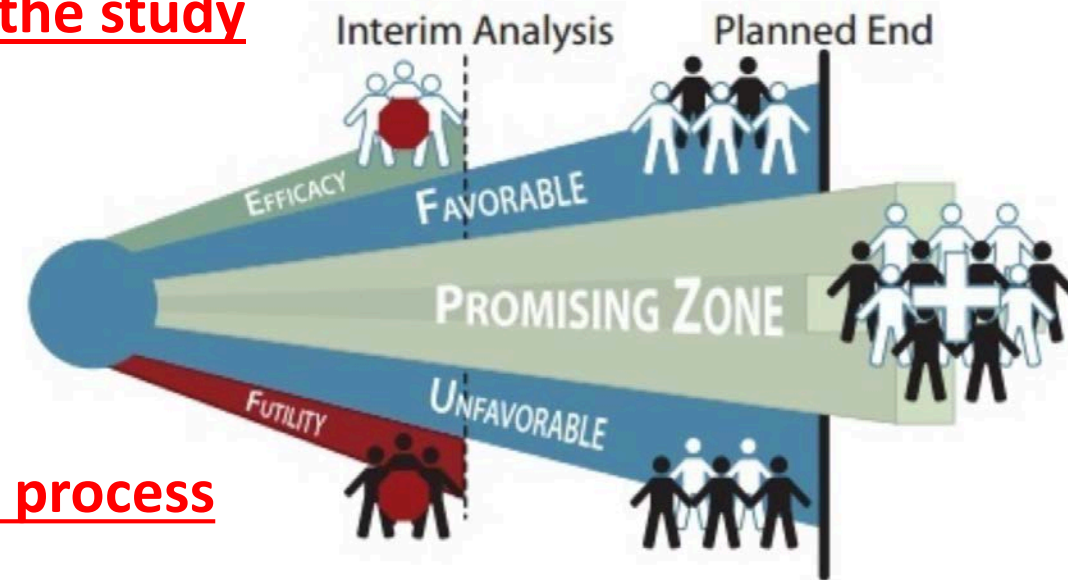 the study
Interim Analysis
Planned End
EFFICACY
FAVORABLE
PROMISING ZONE
UNFAVORABLE
FUTILITY
process